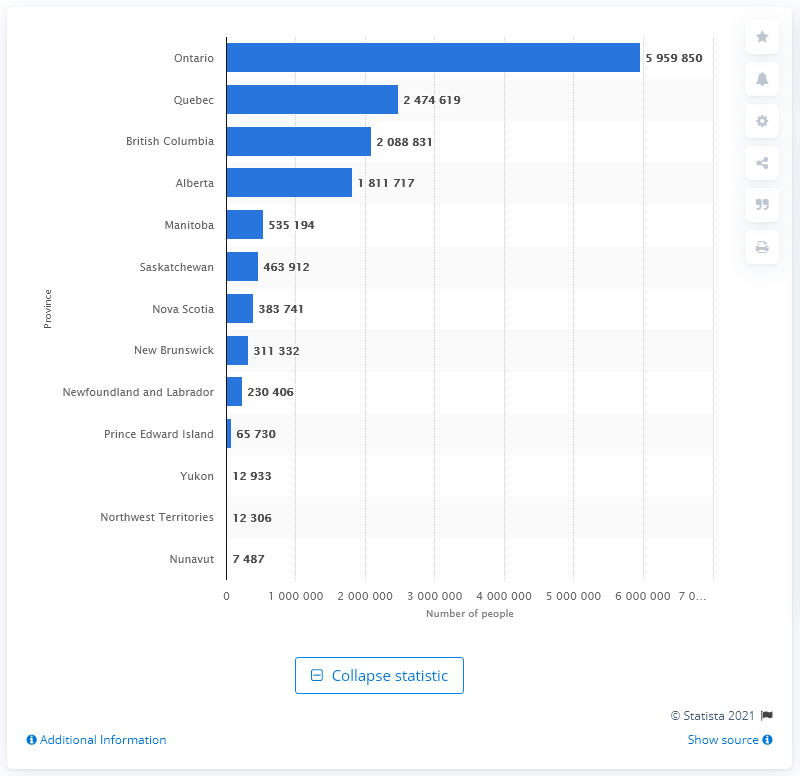 Ontario 5 959 850
Quebec 2 474 619
British Columbia 2 088 831
Alberta 1 811 717
Manitoba 535 194
Saskatchewan 463 912
Nova Scotia 383 741
New Brunswick 311 332
Newfoundland and Labrador 230 406
Prince Edward Island 65 730
Yukon 12 933
Northwest Territories 12 306
Nunavut 7 487
Province
0 1 000 000 2 000 000 3 000 000 4 000 000 5 000 000 6 000 000 7 0…
Number of people
Collapse statistic
© Statista 2021
Additional Information Show source